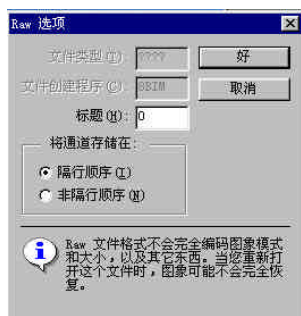 Raw 选项
文件类型(T): ????
好
文件创建程序(C): 8BIM
取消
标题(H): 0
将通道存储在:
隔行顺序(I)
非隔行顺序(N)
Raw 文件格式不会完全编码图象模式
和大小，以及其它东西。当您重新打
开这个文件时，图象可能不会完全恢
复。